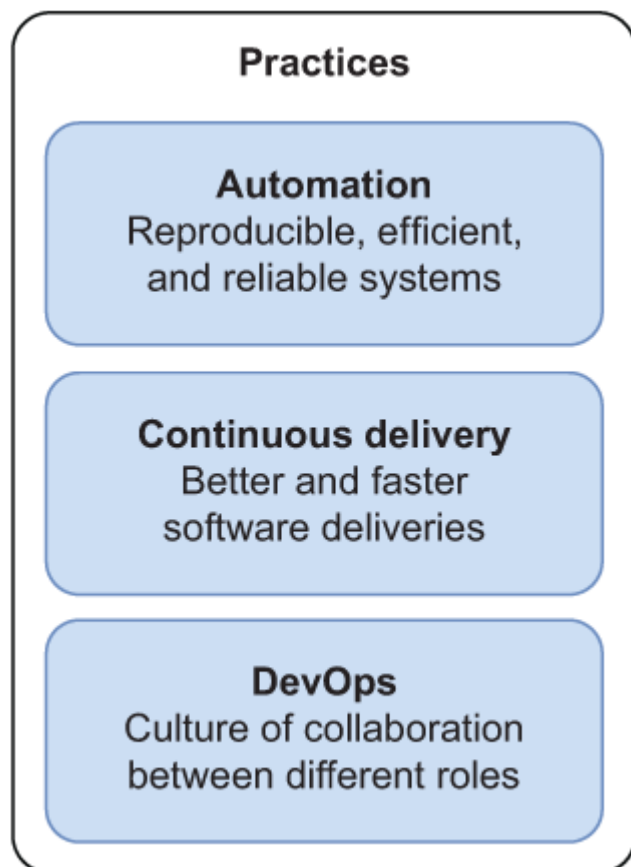 Practices
Automation
Reproducible, efficient,
and reliable systems
Continuous delivery
Better and faster
software deliveries
DevOps
Culture of collaboration
between different roles